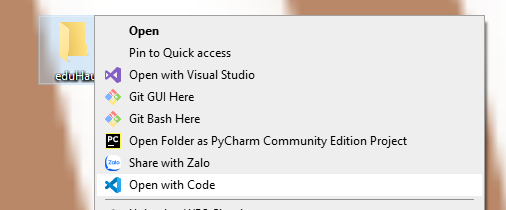 Open
Pin to Quick access
eduHau
Open with Visual Studio
Git GUI Here
Git Bash Here
PC
Open Folder as PyCharm Community Edition Project
Zalo
Share with Zalo
Open with Code